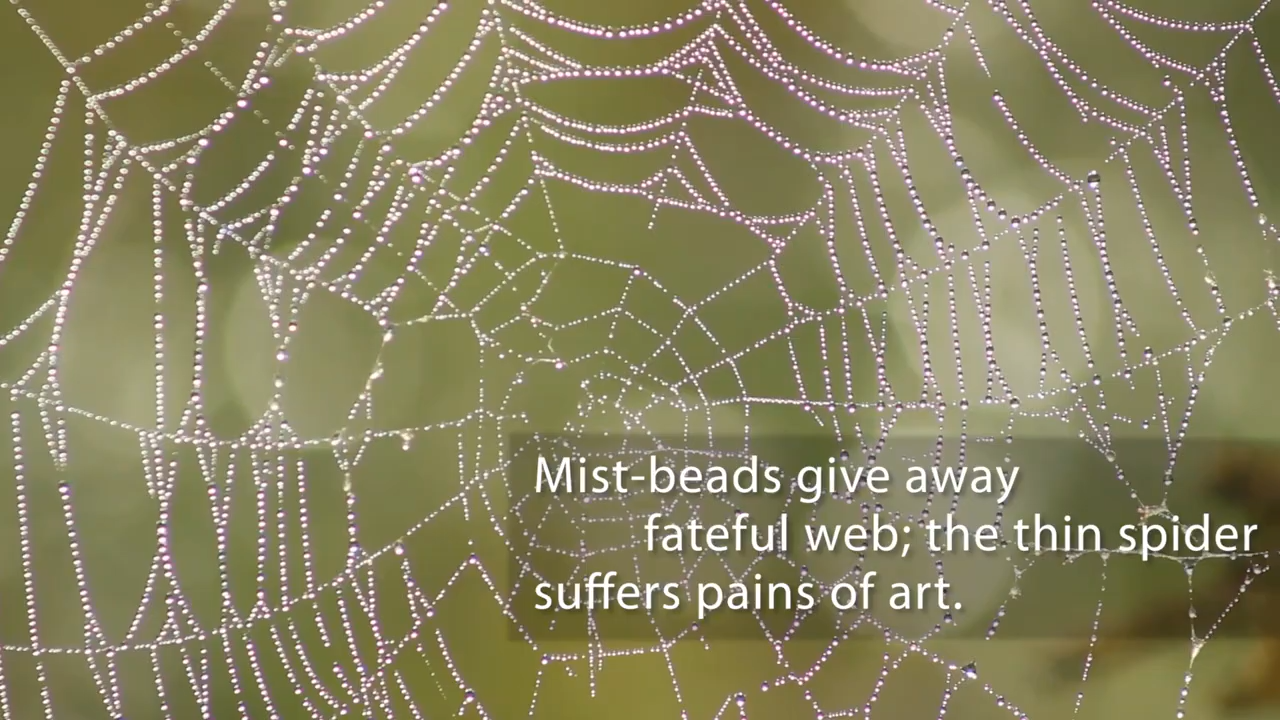 Mist-beads give away
fateful web; the thin spider
suffers pains of art.